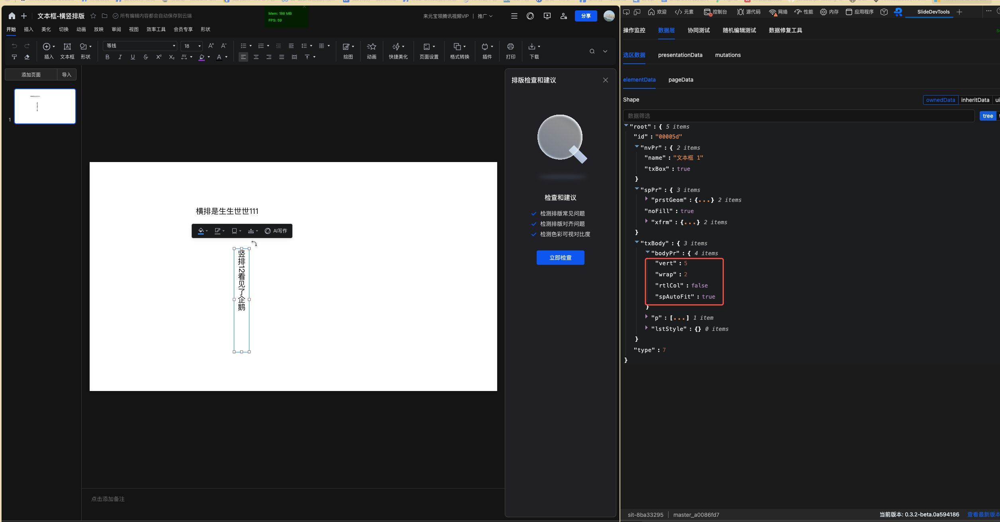 文本框-横竖排版
所有编辑内容都会自动保存到云端
Mem: 188 MB
FPS: 59
来元宝领腾讯视频VIP | 推广
分享
开始 插入 美化 切换 动画 放映 审阅 视图 效率工具 会员专享 形状
等线 18
插入 文本框 形状
绘图 动画 快捷美化 页面设置 格式转换 插件 打印 下载
添加页面 导入
1
横排是生生世世111
AI写作
竖排12看见了企鹅
点击添加备注
排版检查和建议
检查和建议
检测排版常见问题
检测排版对齐问题
检测色彩可视对比度
立即检查
欢迎 元素 控制台 源代码 网络 性能 内存 应用程序 SlideDevTools
操作监控 数据层 协同测试 随机编辑测试 数据修复工具
选区数据 presentationData mutations
elementData pageData
Shape
ownedData inheritData ui
数据筛选
tree
"root" : { 5 items
"id" : "00005d"
"nvPr" : { 2 items
"name" : "文本框 1"
"txBox" : true
}
"spPr" : { 3 items
"prstGeom" : {...} 2 items
"noFill" : true
"xfrm" : {...} 2 items
}
"txBody" : { 3 items
"bodyPr" : { 4 items
"vert" : 5
"wrap" : 2
"rtlCol" : false
"spAutoFit" : true
}
"p" : [...] 1 item
"lstStyle" : {} 0 items
}
"type" : 7
}
sit-8ba33295 | master_a0086fd7
当前版本: 0.3.2-beta.0a594186 查看最新版本